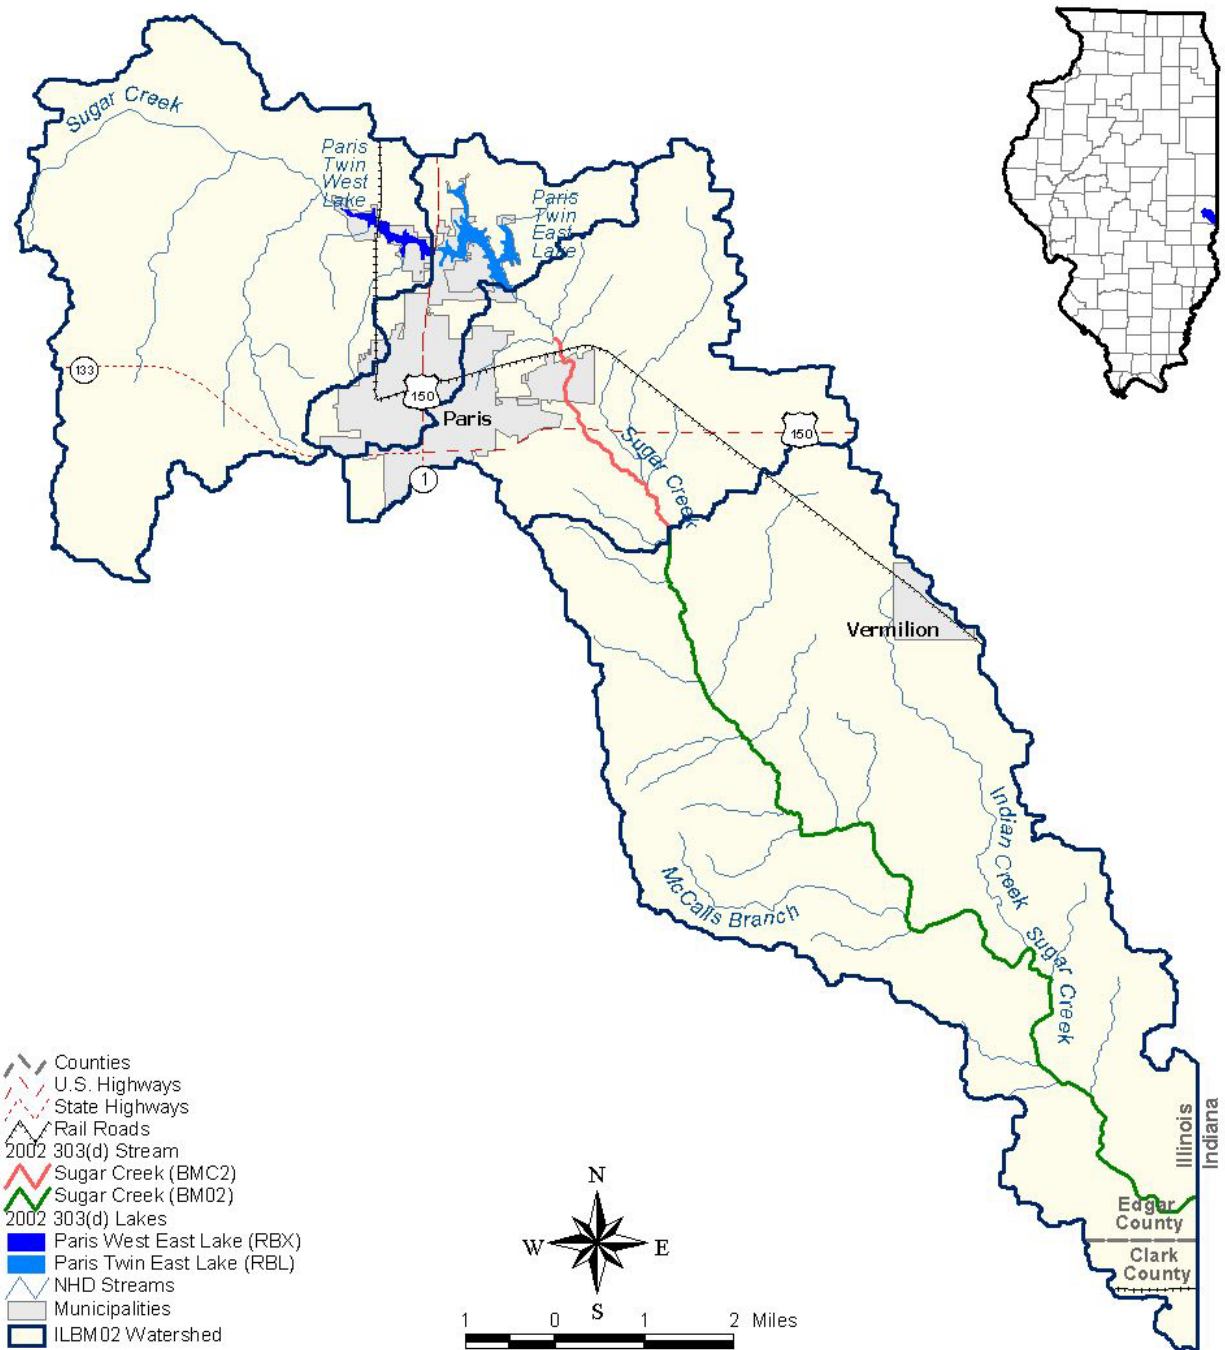 Sugar Creek
Paris
Twin
West
Lake
Paris
Twin
East
Lake
133
150
Paris
150
1
Sugar Creek
Vermilion
Indian Creek
McCalls Branch
Sugar Creek
Illinois
Indiana
Edgar
County
Clark
County
Counties
U.S. Highways
State Highways
Rail Roads
2002 303(d) Stream
Sugar Creek (BMC2)
Sugar Creek (BM02)
2002 303(d) Lakes
Paris West East Lake (RBX)
Paris Twin East Lake (RBL)
NHD Streams
Municipalities
ILBM02 Watershed
N
W E
S
1 0 1 2 Miles